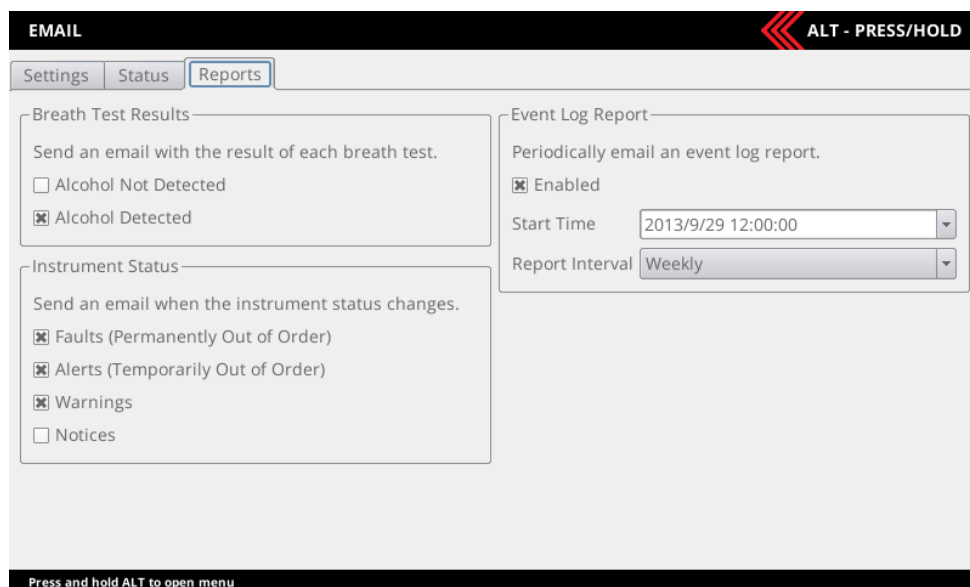 EMAIL
ALT - PRESS/HOLD
Settings
Status
Reports
Breath Test Results
Send an email with the result of each breath test.
Alcohol Not Detected
Alcohol Detected
Instrument Status
Send an email when the instrument status changes.
Faults (Permanently Out of Order)
Alerts (Temporarily Out of Order)
Warnings
Notices
Event Log Report
Periodically email an event log report.
Enabled
Start Time 2013/9/29 12:00:00
Report Interval Weekly
Press and hold ALT to open menu